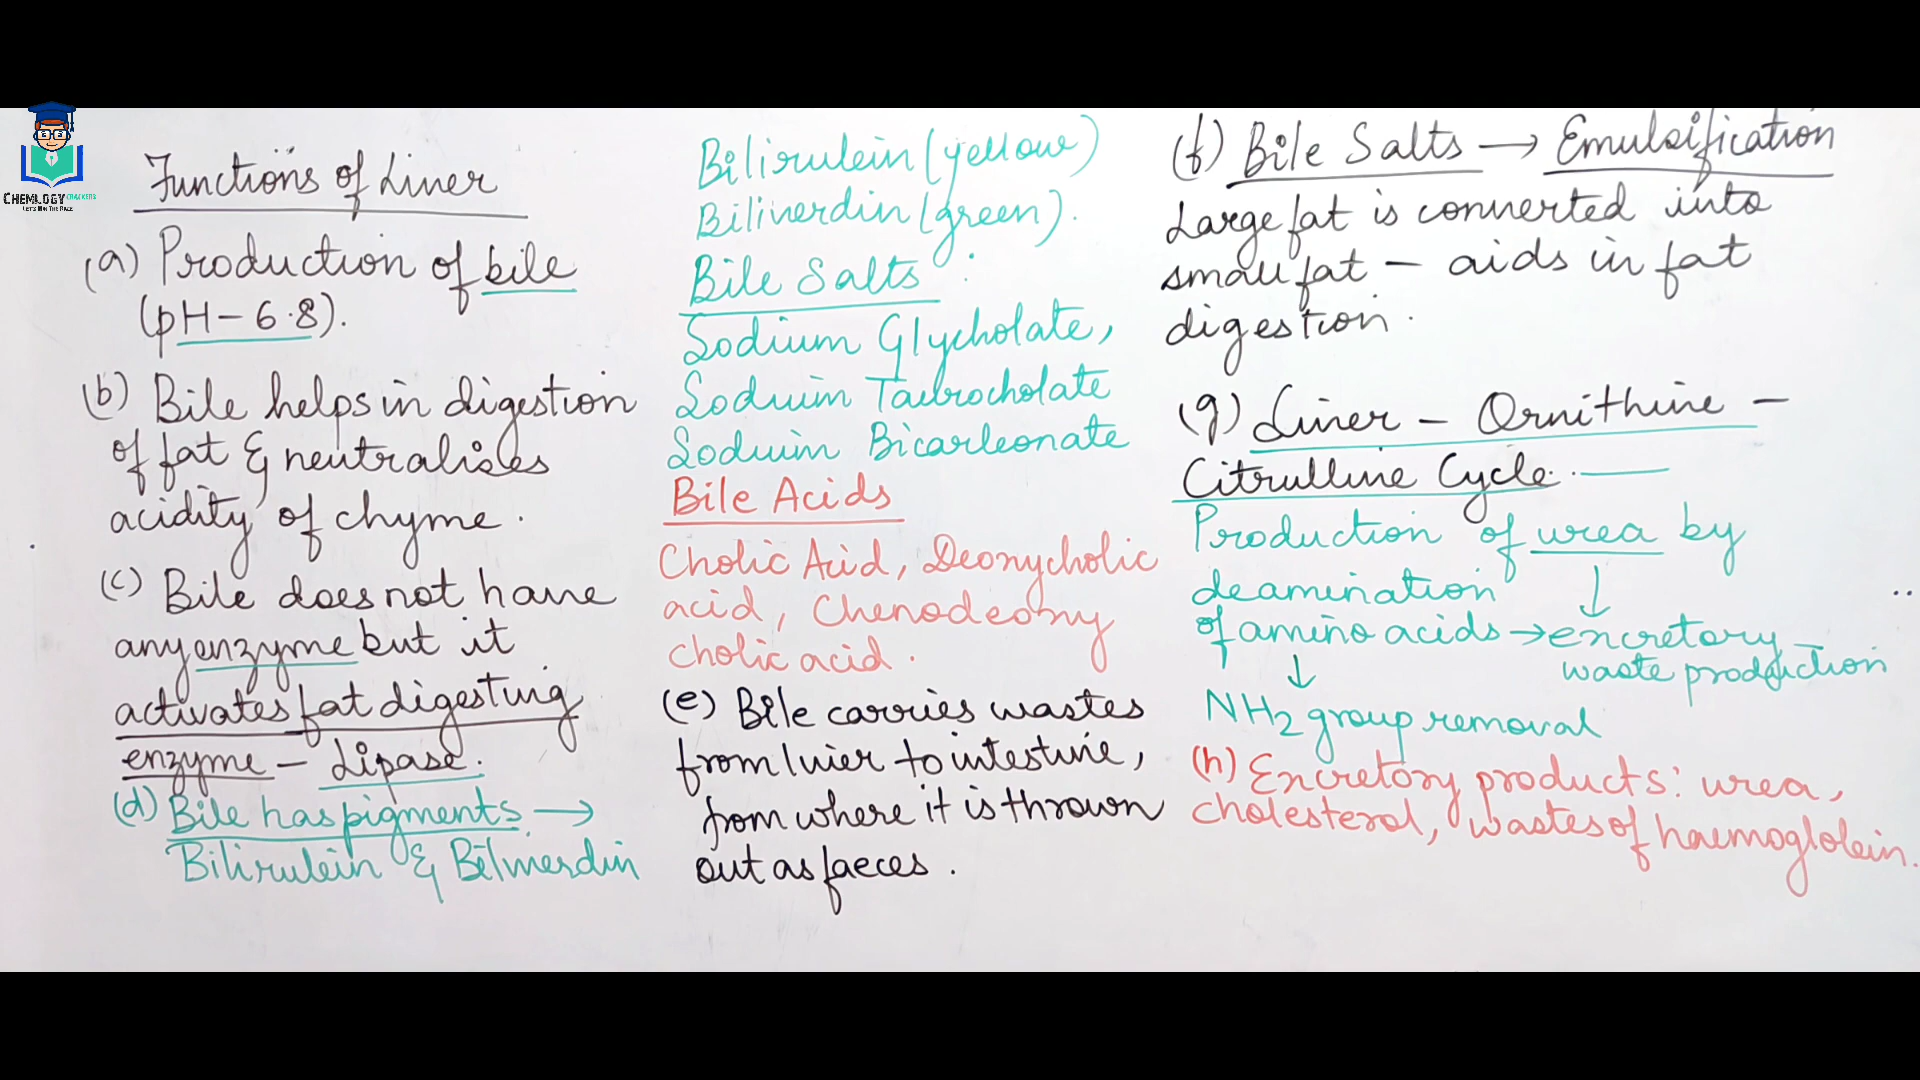 CHEMLOGY CRACKERS
Functions of Liver
(a) Production of bile
(pH-6.8).
(b) Bile helps in digestion
of fat & neutralises
acidity of chyme.
(c) Bile does not have
any enzyme but it
activates fat digesting
enzyme - Lipase.
(d) Bile has pigments →
Bilirubin & Biliverdin
Bilirubin (yellow)
Biliverdin (green).
Bile Salts :
Sodium Glycholate,
Sodium Taurocholate
Sodium Bicarbonate
Bile Acids
Cholic Acid, Deoxycholic
acid, Chenodeoxy
cholic acid.
(e) Bile carries wastes
from liver to intestine,
from where it is thrown
out as faeces.
(f) Bile Salts → Emulsification
Large fat is converted into
small fat - aids in fat
digestion.
(g) Liver - Ornithine -
Citrulline Cycle.
Production of urea by
deamination
of amino acids → excretory
waste production
NH2 group removal
(h) Excretory products: urea,
cholesterol, wastes of haemoglobin.